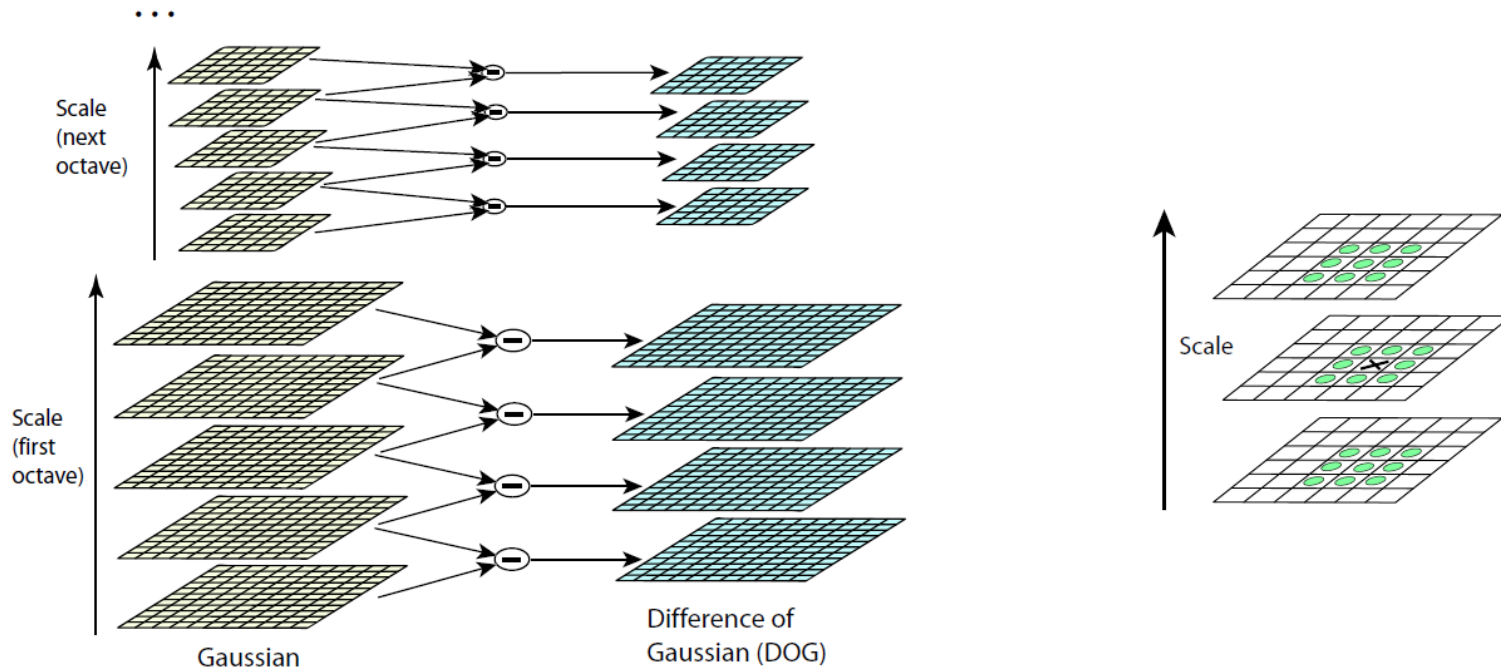 ...
Scale
(next
octave)
Scale
(first
octave)
Gaussian
Difference of
Gaussian (DOG)
Scale